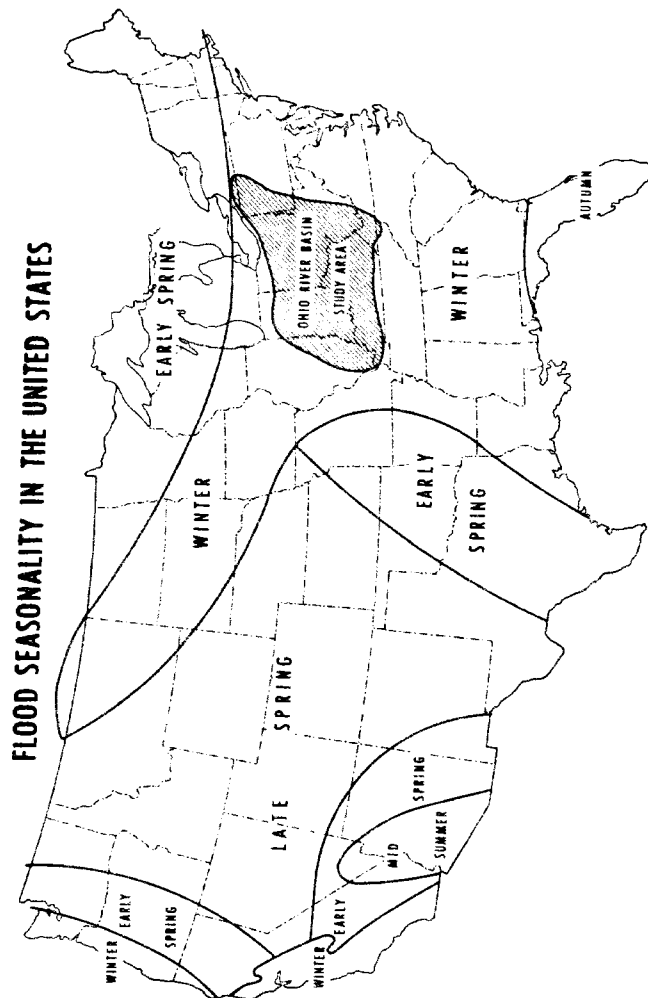 FLOOD SEASONALITY IN THE UNITED STATES
WINTER
EARLY
SPRING
LATE
SPRING
WINTER
EARLY SPRING
OHIO RIVER BASIN
STUDY AREA
WINTER
EARLY
SPRING
WINTER
EARLY
SPRING
MID
SUMMER
AUTUMN